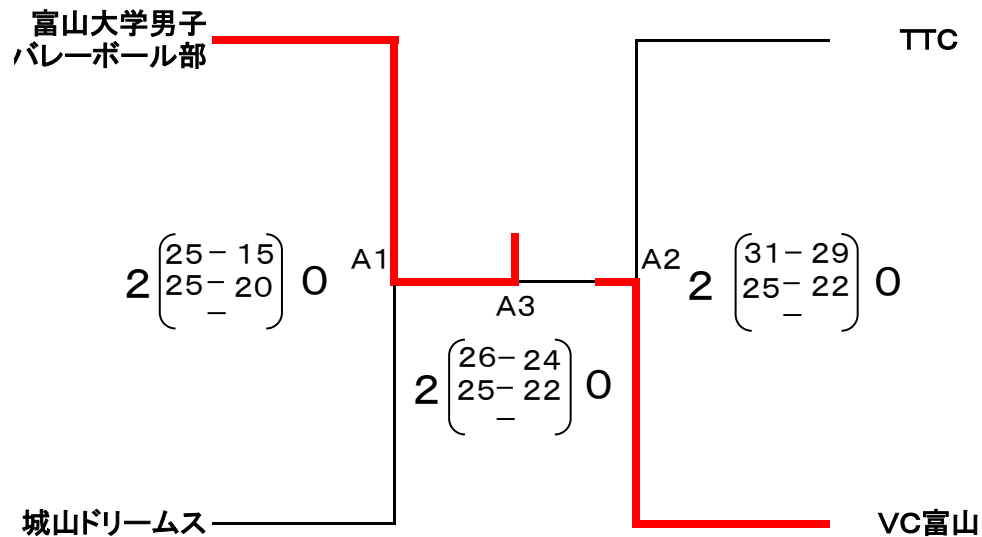 富山大学男子
バレーボール部
TTC
A1
A2
2 25－15 0
25－20
－
2 31－29 0
25－22
－
A3
2 26－24 0
25－22
－
城山ドリームス
VC富山